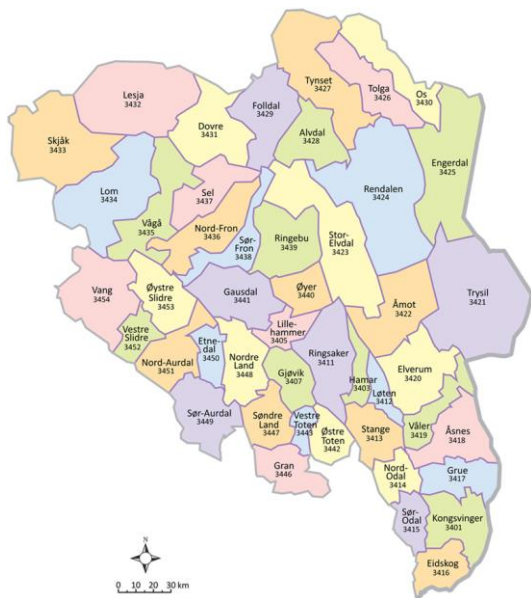 Os
3430
Tynset
3427
Tolga
3426
Lesja
3432
Folldal
3429
Dovre
3431
Alvdal
3428
Skjåk
3433
Engerdal
3425
Lom
3434
Sel
3437
Rendalen
3424
Vågå
3435
Nord-Fron
3436
Stor-
Elvdal
3423
Sør-
Fron
3438
Ringebu
3439
Vang
3454
Øystre
Slidre
3453
Gausdal
3441
Øyer
3440
Trysil
3421
Åmot
3422
Vestre
Slidre
3452
Lille-
hammer
3405
Etne-
dal
3450
Nord-Aurdal
3451
Nordre
Land
3448
Ringsaker
3411
Gjøvik
3407
Hamar
3403
Løten
3412
Elverum
3420
Sør-Aurdal
3449
Søndre
Land
3447
Vestre
Toten
3443
Østre
Toten
3442
Stange
3413
Våler
3419
Åsnes
3418
Gran
3446
Nord-
Odal
3414
Grue
3417
Sør-
Odal
3415
Kongsvinger
3401
Eidskog
3416
N
0 10 20 30 km